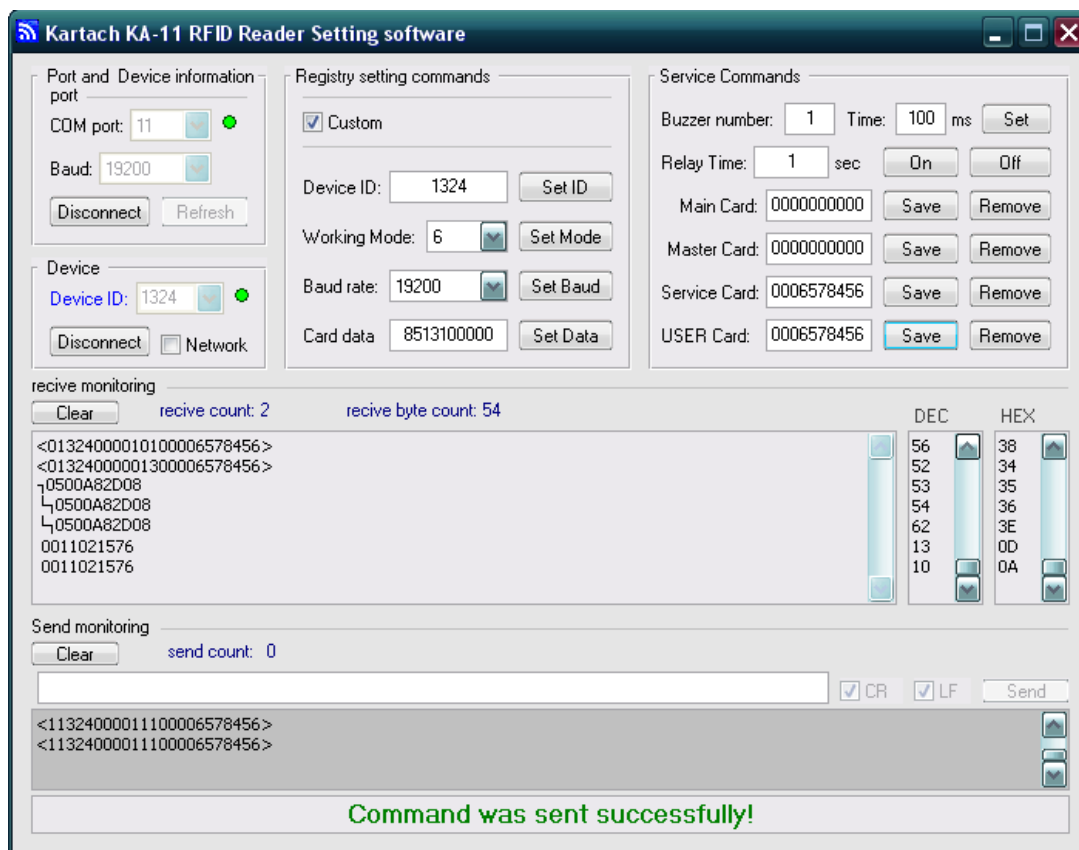 Kartach KA-11 RFID Reader Setting software
Port and Device information
port
COM port: 11
Baud: 19200
Disconnect Refresh
Device
Device ID: 1324
Disconnect Network
Registry setting commands
Custom
Device ID: 1324 Set ID
Working Mode: 6 Set Mode
Baud rate: 19200 Set Baud
Card data 8513100000 Set Data
Service Commands
Buzzer number: 1 Time: 100 ms Set
Relay Time: 1 sec On Off
Main Card: 0000000000 Save Remove
Master Card: 0000000000 Save Remove
Service Card: 0006578456 Save Remove
USER Card: 0006578456 Save Remove
recive monitoring
Clear recive count: 2 recive byte count: 54
<01324000010100006578456>
<01324000001300006578456>
┐0500A82D08
└┐0500A82D08
└┐0500A82D08
0011021576
0011021576
DEC
56
52
53
54
62
13
10
HEX
38
34
35
36
3E
0D
0A
Send monitoring
Clear send count: 0
CR LF Send
<11324000011100006578456>
<11324000011100006578456>
Command was sent successfully!